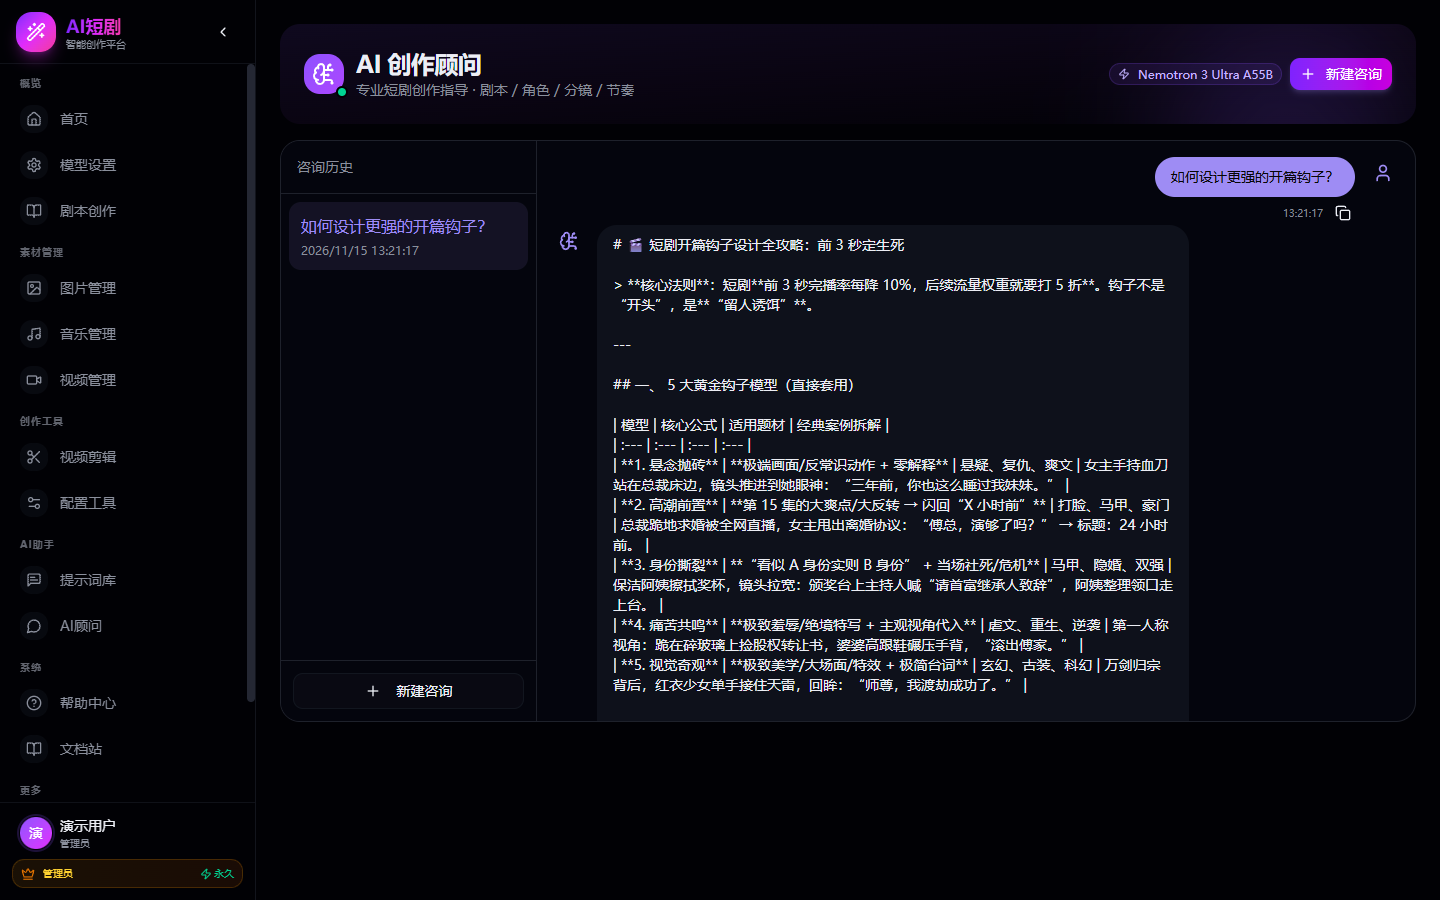 AI短剧
智能创作平台
概览
首页
模型设置
剧本创作
素材管理
图片管理
音乐管理
视频管理
创作工具
视频剪辑
配置工具
AI助手
提示词库
AI顾问
系统
帮助中心
文档站
更多
演
演示用户
管理员
管理员
永久
AI 创作顾问
专业短剧创作指导 · 剧本 / 角色 / 分镜 / 节奏
Nemotron 3 Ultra A55B
新建咨询
咨询历史
如何设计更强的开篇钩子？
2026/11/15 13:21:17
新建咨询
如何设计更强的开篇钩子？
13:21:17
# 🎬 短剧开篇钩子设计全攻略：前 3 秒定生死
> **核心法则**：短剧**前 3 秒完播率每降 10%，后续流量权重就要打 5 折**。钩子不是
“开头”，是**“留人诱饵”**。
---
## 一、 5 大黄金钩子模型（直接套用）
| 模型 | 核心公式 | 适用题材 | 经典案例拆解 |
| :--- | :--- | :--- | :--- |
| **1. 悬念抛砖** | **极端画面/反常识动作 + 零解释** | 悬疑、复仇、爽文 | 女主手持血刀
站在总裁床边，镜头推进到她眼神：“三年前，你也这么睡过我妹妹。” |
| **2. 高潮前置** | **第 15 集的大爽点/大反转 → 闪回“X 小时前”** | 打脸、马甲、豪门
| 总裁跪地求婚被全网直播，女主甩出离婚协议：“傅总，演够了吗？” → 标题：24 小时
前。 |
| **3. 身份撕裂** | **“看似 A 身份实则 B 身份” + 当场社死/危机** | 马甲、隐婚、双强 |
保洁阿姨擦拭奖杯，镜头拉宽：颁奖台上主持人喊“请首富继承人致辞”，阿姨整理领口走
上台。 |
| **4. 痛苦共鸣** | **极致羞辱/绝境特写 + 主观视角代入** | 虐文、重生、逆袭 | 第一人称
视角：跪在碎玻璃上捡股权转让书，婆婆高跟鞋碾压手背，“滚出傅家。” |
| **5. 视觉奇观** | **极致美学/大场面/特效 + 极简台词** | 玄幻、古装、科幻 | 万剑归宗
背后，红衣少女单手接住天雷，回眸：“师尊，我渡劫成功了。” |